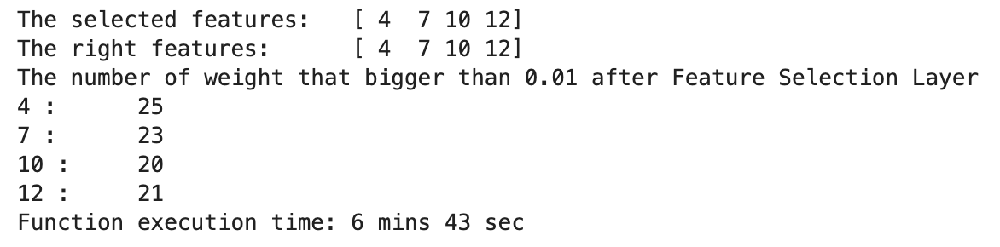 The selected features:   [ 4  7 10 12]
The right features:      [ 4  7 10 12]
The number of weight that bigger than 0.01 after Feature Selection Layer
4 :      25
7 :      23
10 :     20
12 :     21
Function execution time: 6 mins 43 sec